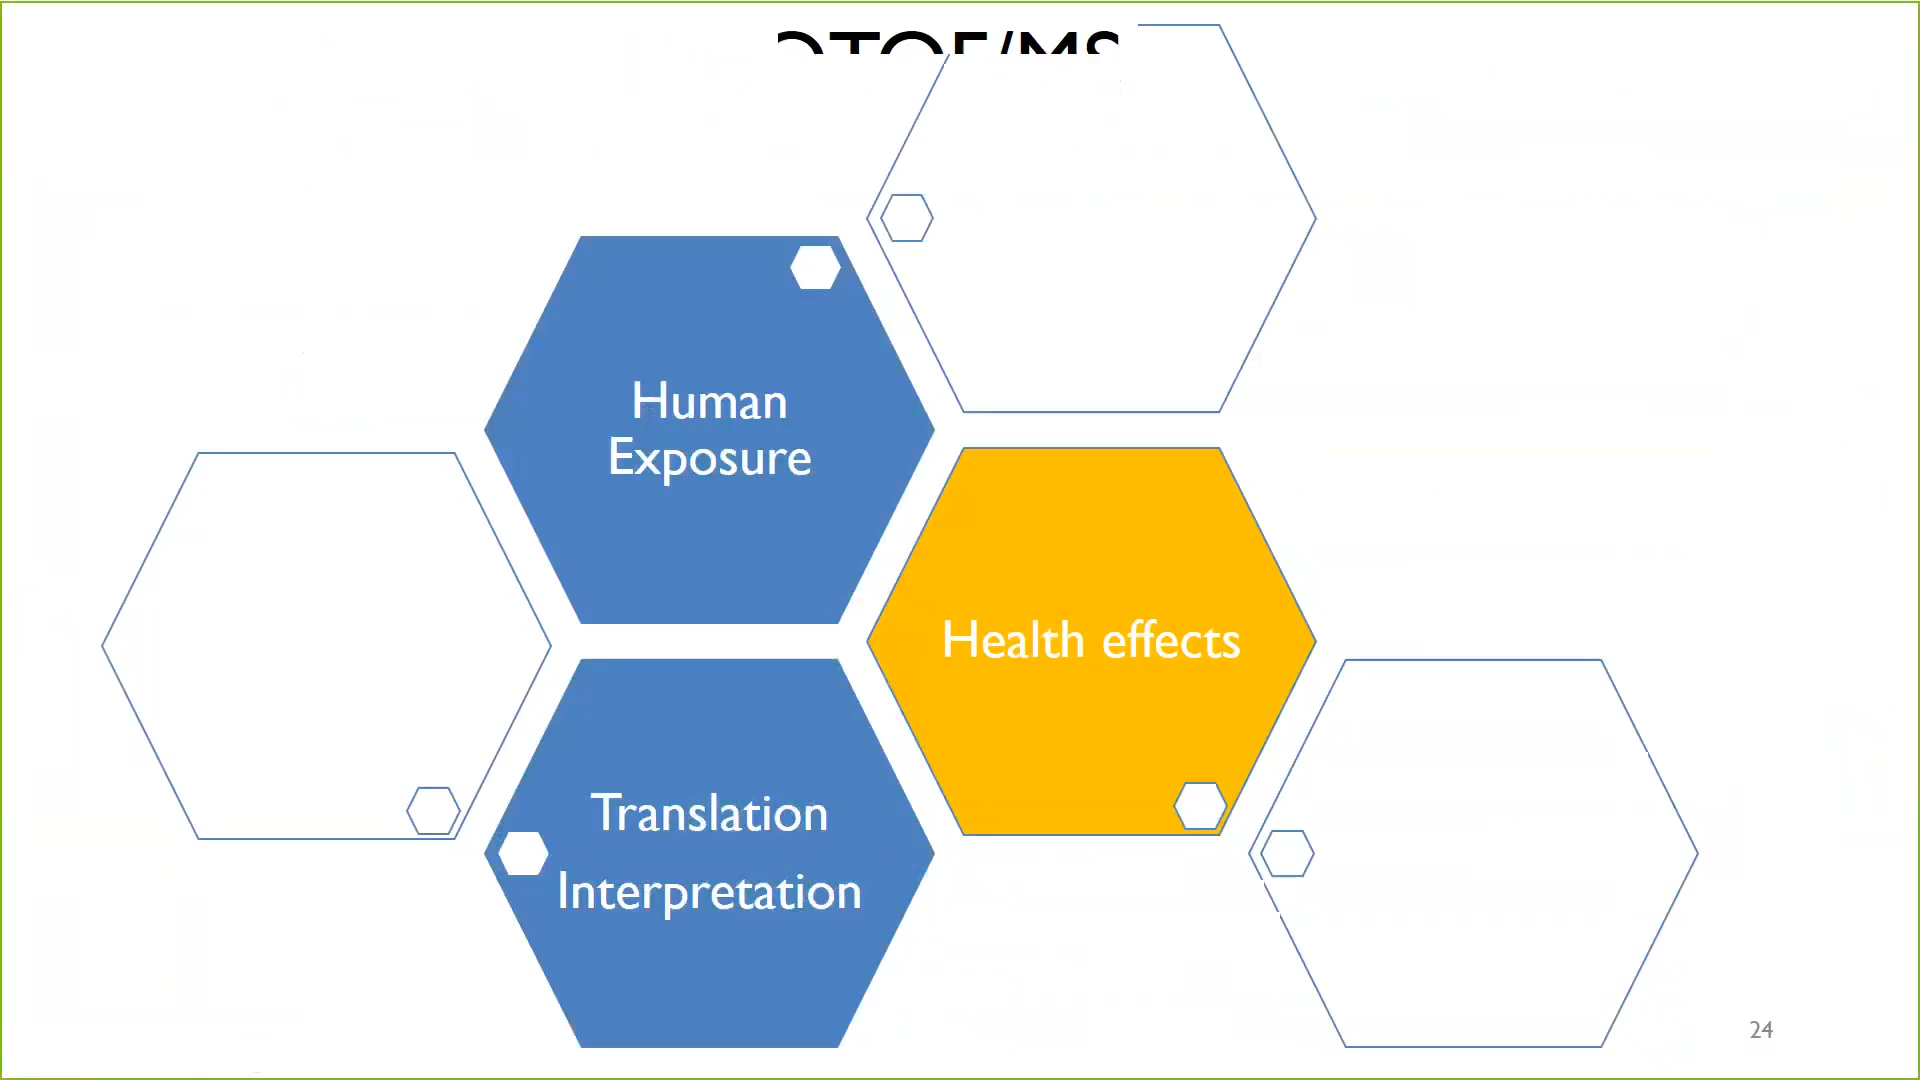 Human
Exposure
Health effects
Translation
Interpretation
24